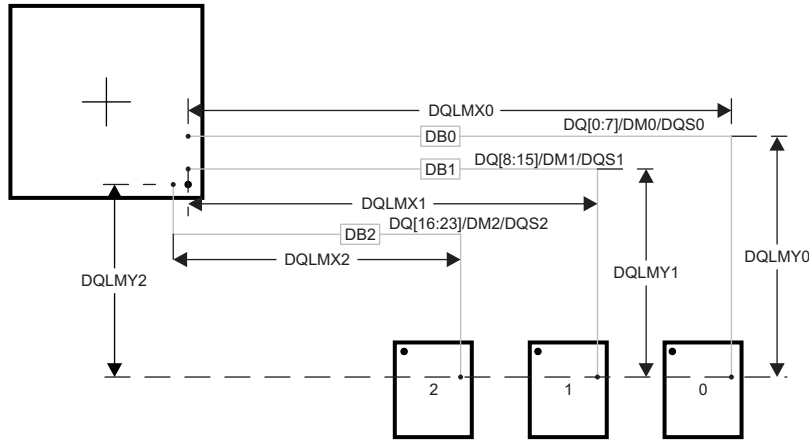 DQLMX0
DQ[0:7]/DM0/DQS0
DB0
DQ[8:15]/DM1/DQS1
DB1
DQLMX1
DQ[16:23]/DM2/DQS2
DB2
DQLMX2
DQLMY0
DQLMY1
DQLMY2
2
1
0